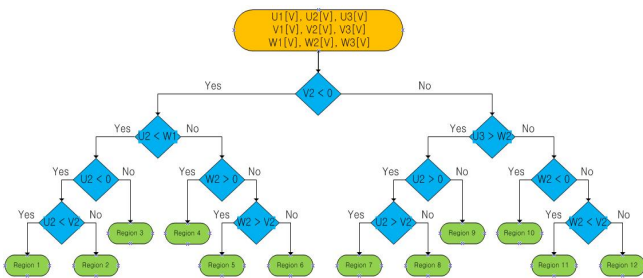 U1[V], U2[V], U3[V]
V1[V], V2[V], V3[V]
W1[V], W2[V], W3[V]
Yes
V2 < 0
No
Yes
U2 < W1
No
Yes
U3 > W2
No
Yes
U2 < 0
No
Yes
W2 > 0
No
Yes
U2 > 0
No
Yes
W2 < 0
No
Yes
U2 < V2
No
Region 3
Region 4
Yes
W2 > V2
No
Yes
U2 > V2
No
Region 9
Region 10
Yes
W2 < V2
No
Region 1
Region 2
Region 5
Region 6
Region 7
Region 8
Region 11
Region 12